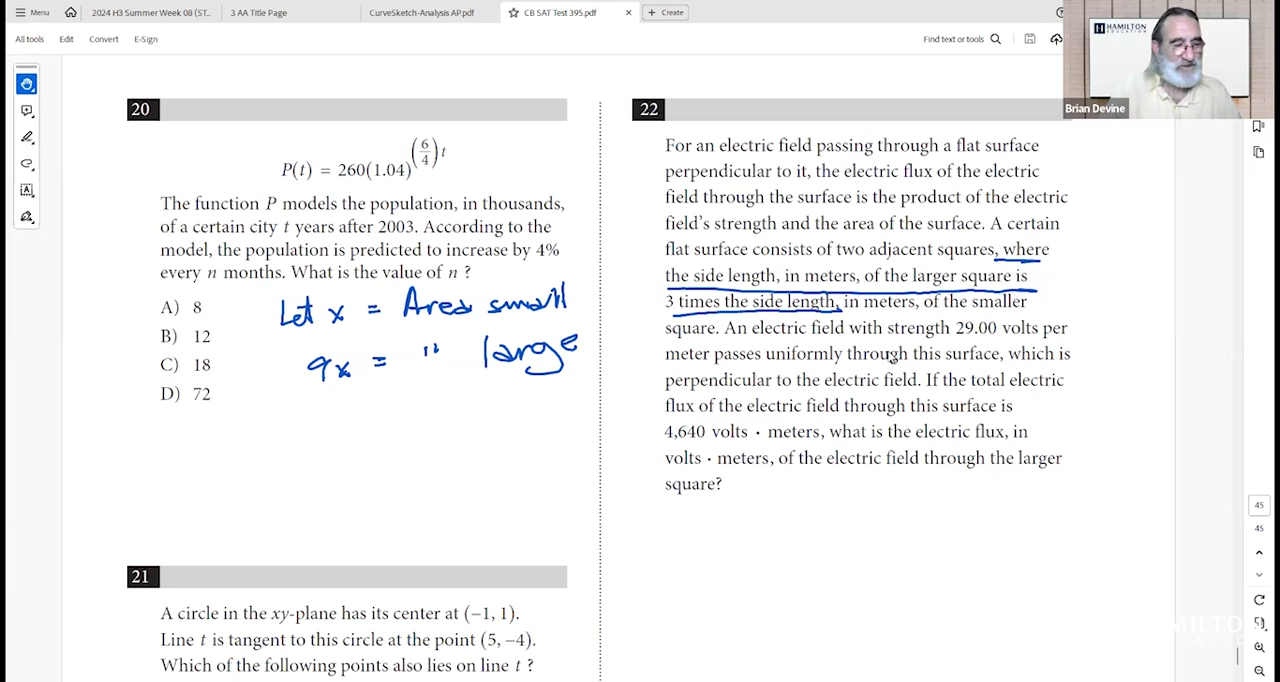 Menu
2024 H3 Summer Week 08 (ST...
3 AA Title Page
CurveSketch-Analysis AP.pdf
CB SAT Test 395.pdf
Create
All tools
Edit
Convert
E-Sign
Find text or tools
HAMILTON
EDUCATION
Brian Devine
20
P(t) = 260(1.04)^(6/4)t
The function P models the population, in thousands,
of a certain city t years after 2003. According to the
model, the population is predicted to increase by 4%
every n months. What is the value of n ?
A) 8
B) 12
C) 18
D) 72
Let x = Area small
9x = " large
21
A circle in the xy-plane has its center at (−1, 1).
Line t is tangent to this circle at the point (5, −4).
Which of the following points also lies on line t ?
22
For an electric field passing through a flat surface
perpendicular to it, the electric flux of the electric
field through the surface is the product of the electric
field's strength and the area of the surface. A certain
flat surface consists of two adjacent squares, where
the side length, in meters, of the larger square is
3 times the side length, in meters, of the smaller
square. An electric field with strength 29.00 volts per
meter passes uniformly through this surface, which is
perpendicular to the electric field. If the total electric
flux of the electric field through this surface is
4,640 volts · meters, what is the electric flux, in
volts · meters, of the electric field through the larger
square?
45
45